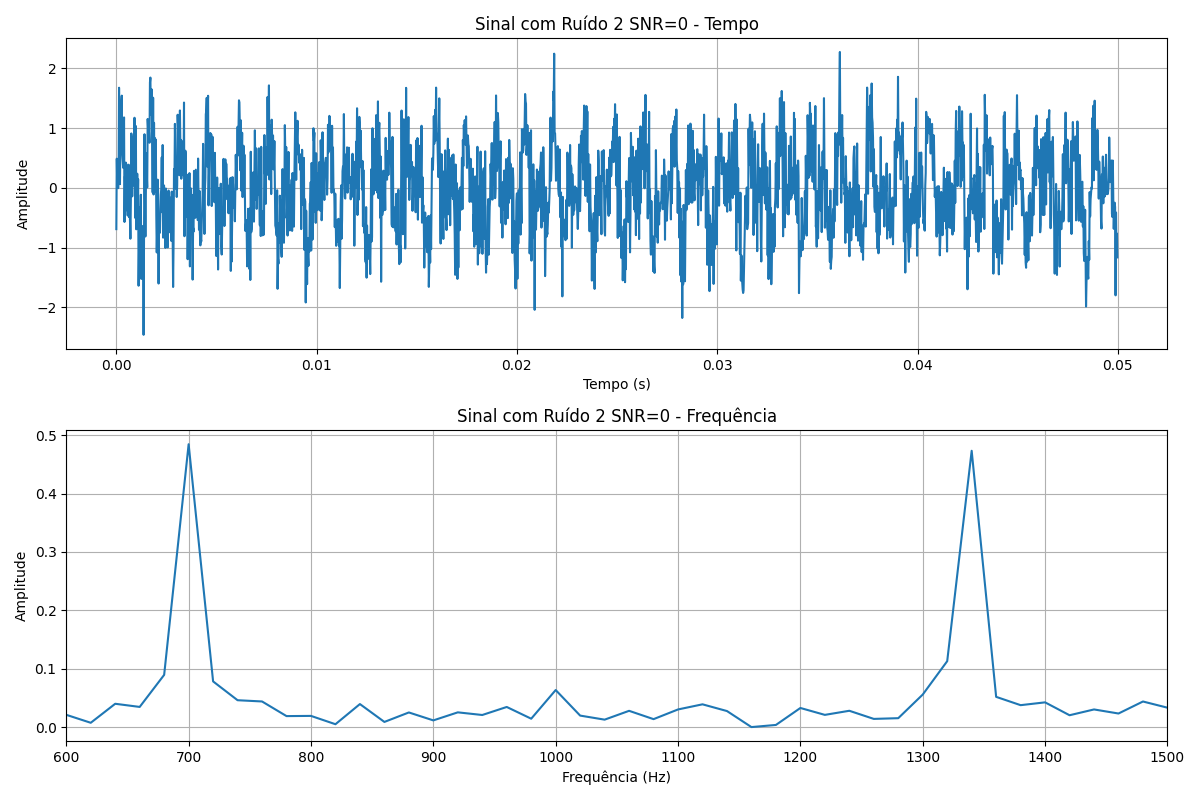 Sinal com Ruído 2 SNR=0 - Tempo
Amplitude
2
1
0
−1
−2
0.00 0.01 0.02 0.03 0.04 0.05
Tempo (s)
Sinal com Ruído 2 SNR=0 - Frequência
Amplitude
0.5
0.4
0.3
0.2
0.1
0.0
600 700 800 900 1000 1100 1200 1300 1400 1500
Frequência (Hz)